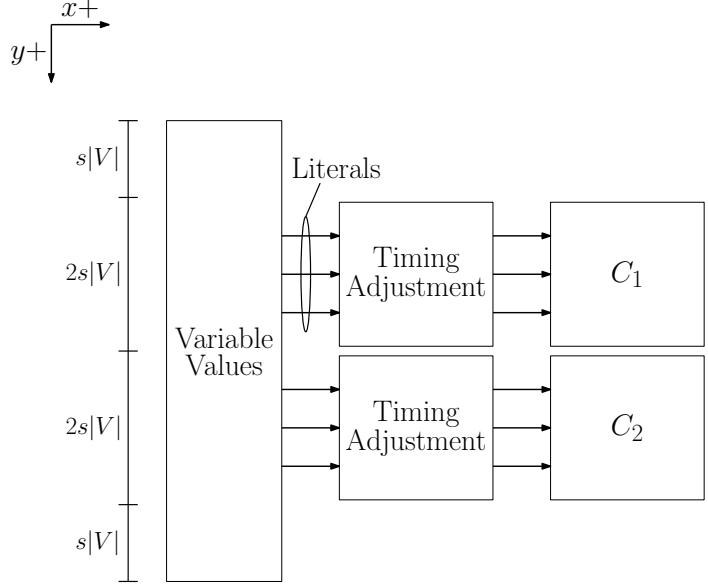 x+
y+
s|V|
Literals
2s|V|
Timing
Adjustment
C₁
Variable
Values
2s|V|
Timing
Adjustment
C₂
s|V|